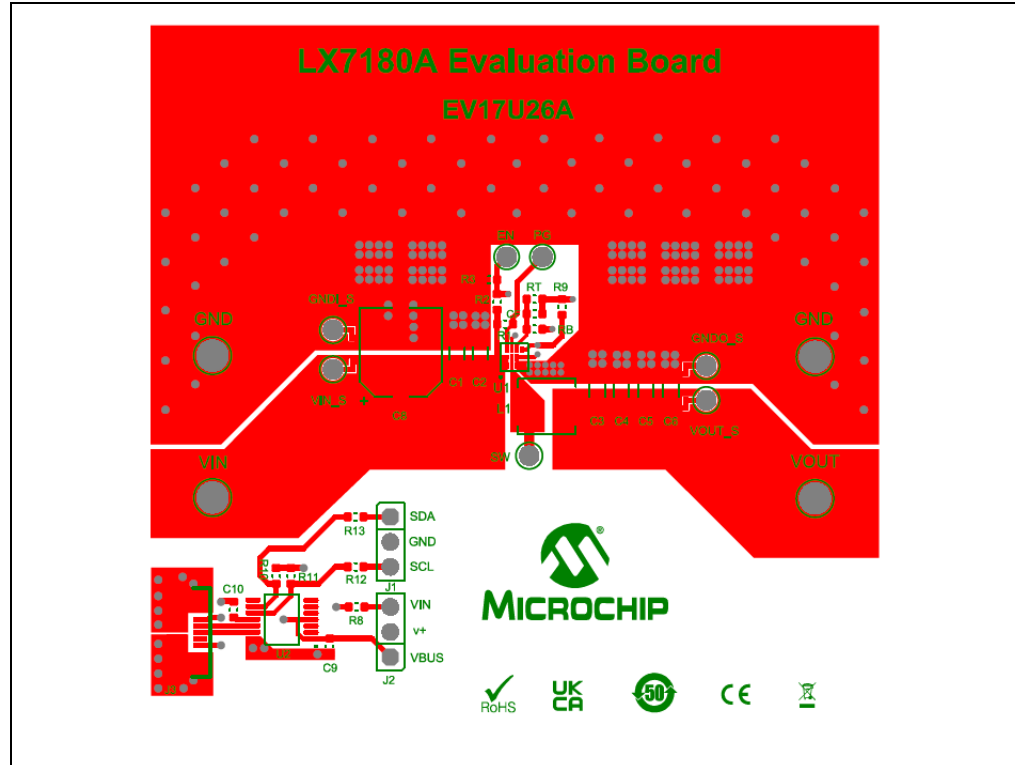 LX7180A Evaluation Board
EV17U26A
EN PG
R3
RT R9
GNDI_S
GND
GND
RB
GNDO_S
C1 C2
U1
VIN_S +
L1
C3 C4 C5 C6
VOUT_S
SW
VIN
VOUT
SDA
R13
GND
R11
R12
SCL
J1
C10
VIN
R8
v+
U2
C9
VBUS
J2
J3
®
MICROCHIP
RoHS
UK
CA
50
CE